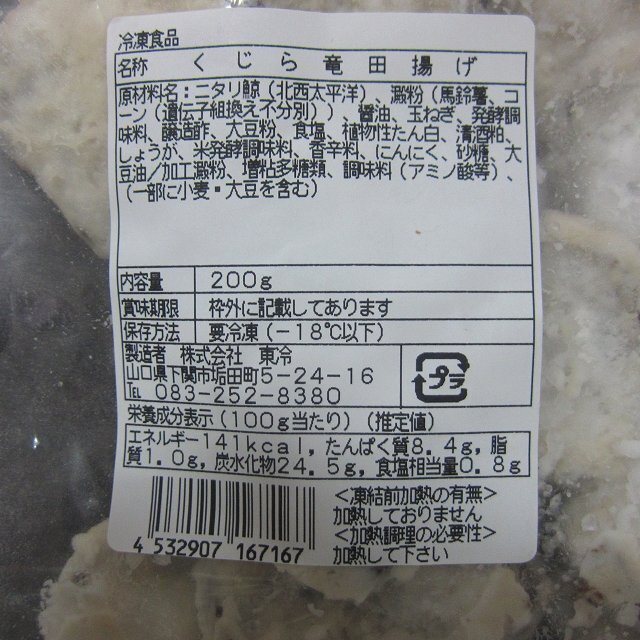 冷凍食品
名称 くじら竜田揚げ
原材料名：ニタリ鯨（北西太平洋）、澱粉（馬鈴薯、コ
ーン（遺伝子組換え不分別））、醤油、玉ねぎ、発酵調
味料、醸造酢、大豆粉、食塩、植物性たん白、清酒粕、
しょうが、米発酵調味料、香辛料、にんにく、砂糖、大
豆油／加工澱粉、増粘多糖類、調味料（アミノ酸等）、
（一部に小麦・大豆を含む）
内容量 200g
賞味期限 枠外に記載してあります
保存方法 要冷凍（－18℃以下）
製造者 株式会社 東冷
山口県下関市垢田町5－24－16
TEL 083－252－8380
プラ
栄養成分表示（100g当たり）（推定値）
エネルギー141kcal，たんぱく質8.4g，脂
質1.0g，炭水化物24.5g，食塩相当量0.8g
＜凍結前加熱の有無＞
加熱しておりません
＜加熱調理の必要性＞
加熱して下さい
4 532907 167167